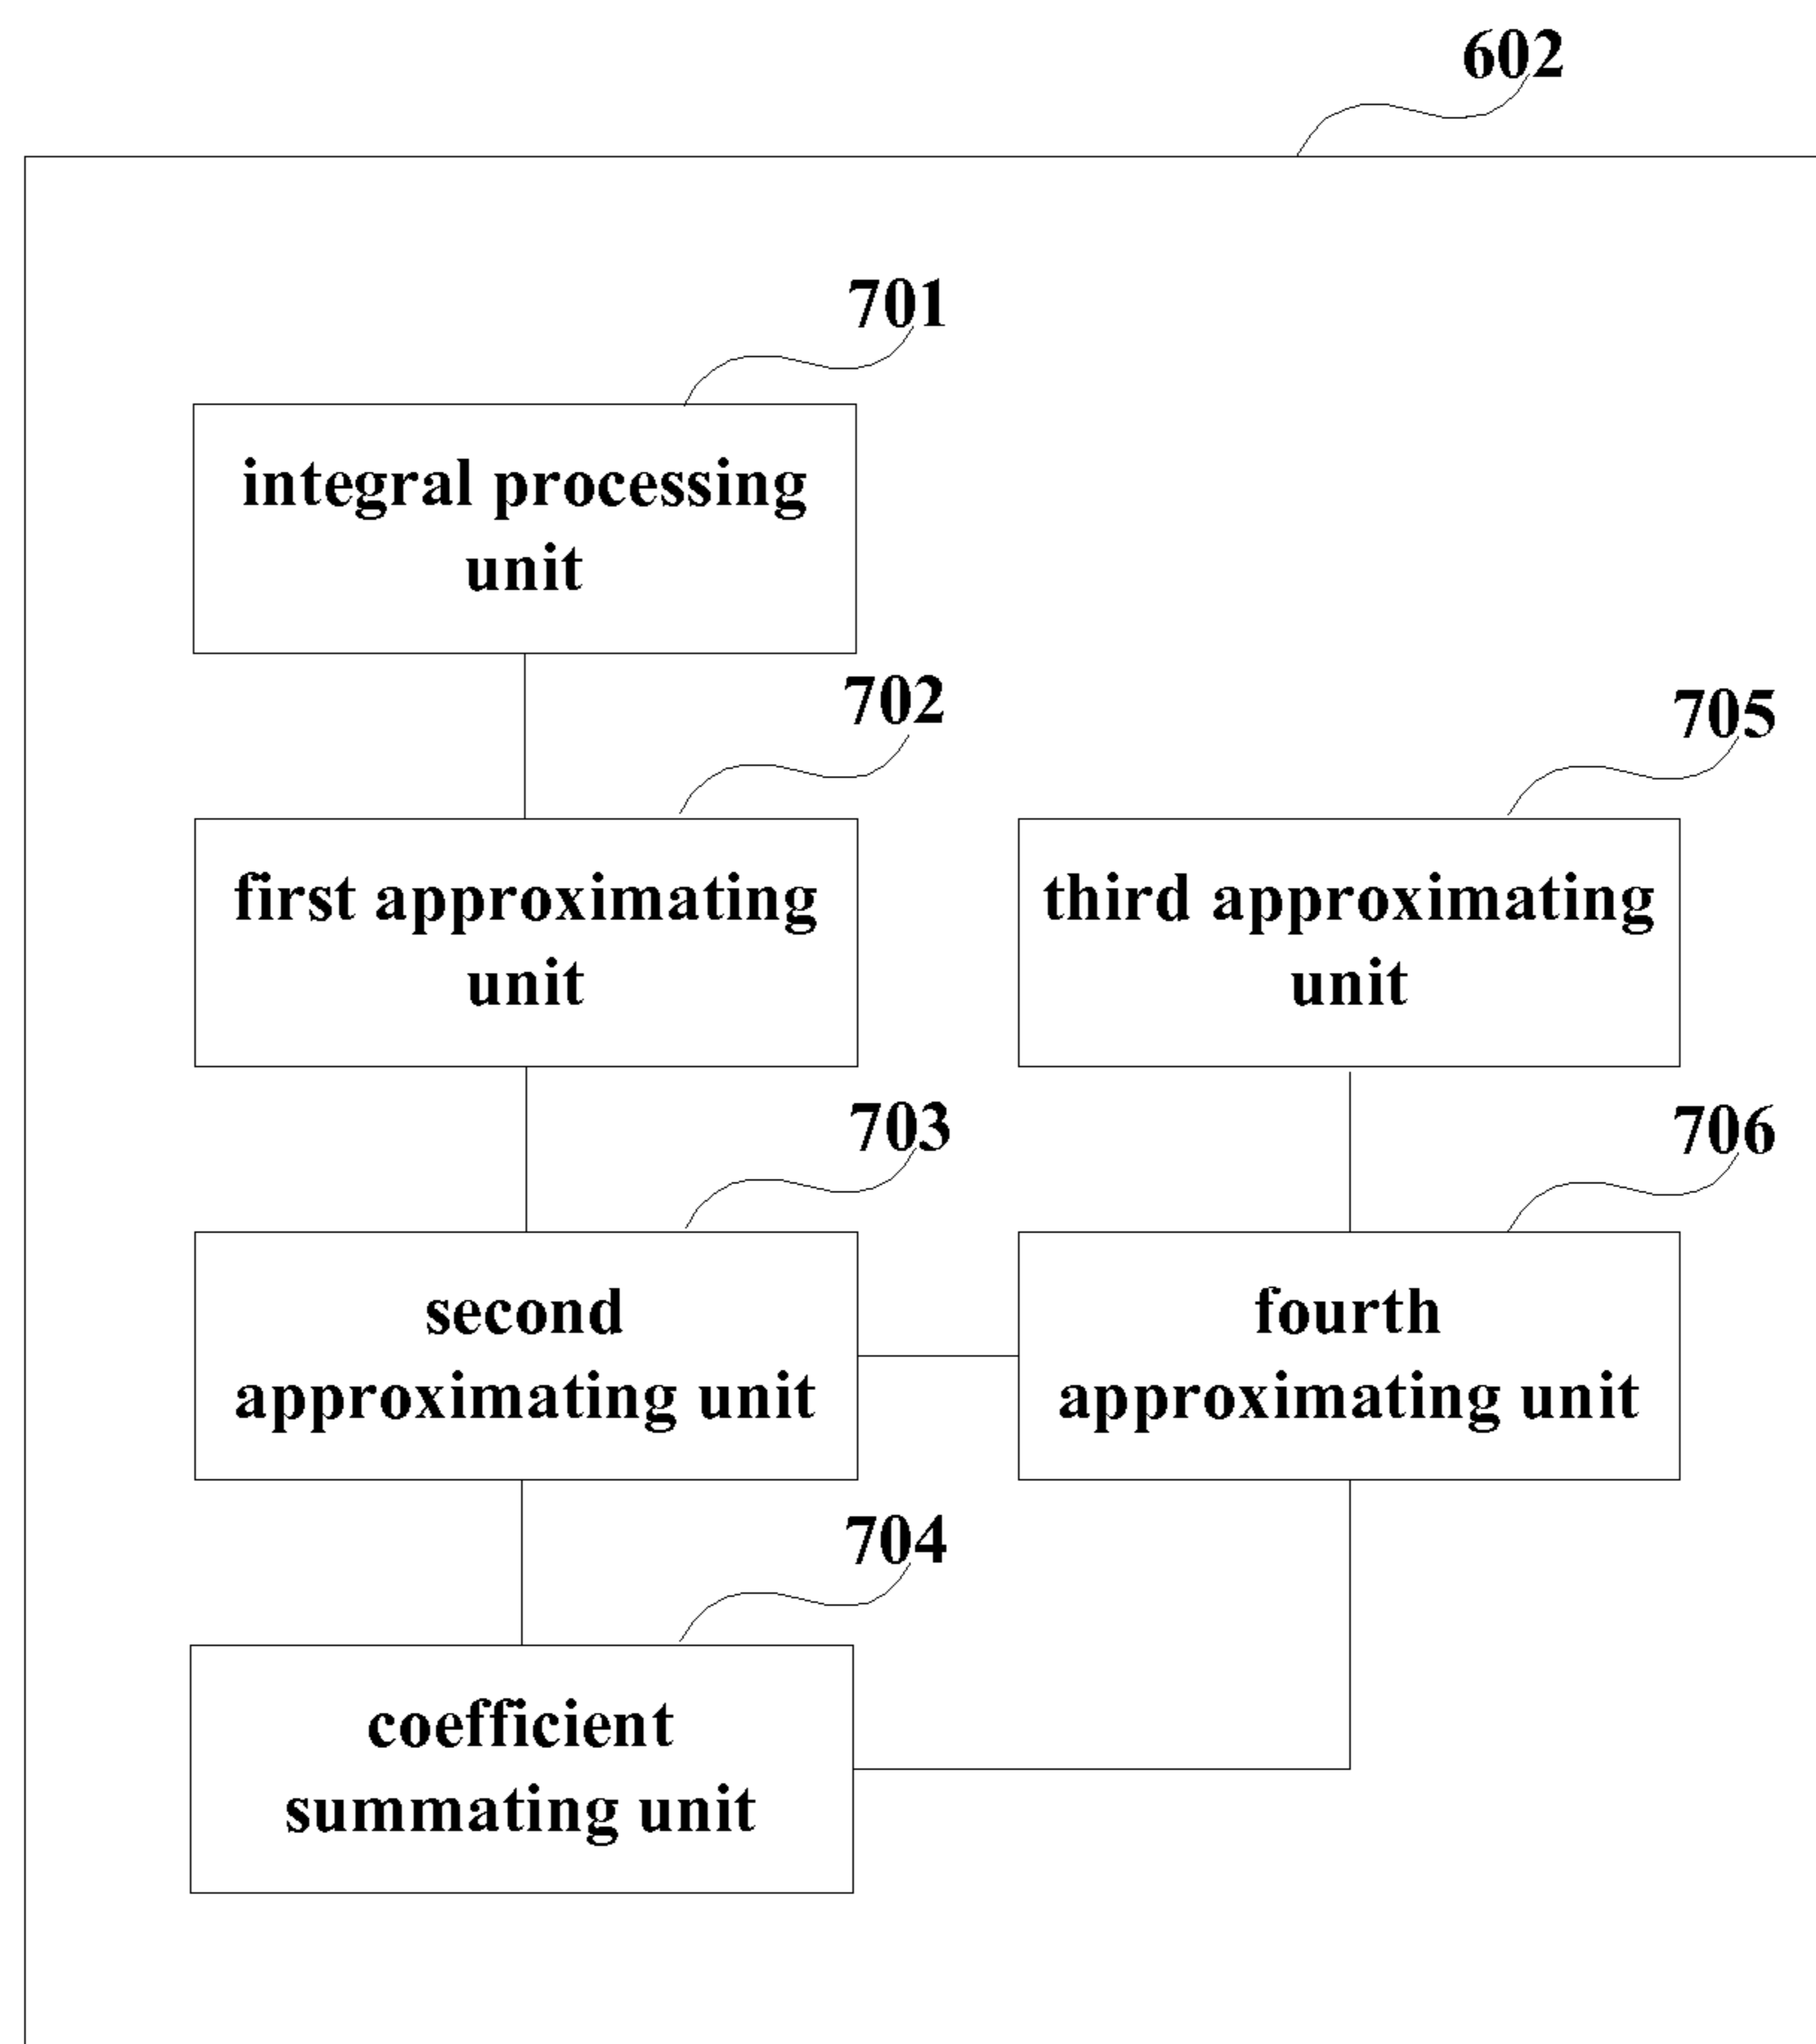 602
701
integral processing
unit
702
705
first approximating
unit
third approximating
unit
703
706
second
approximating unit
fourth
approximating unit
704
coefficient
summating unit